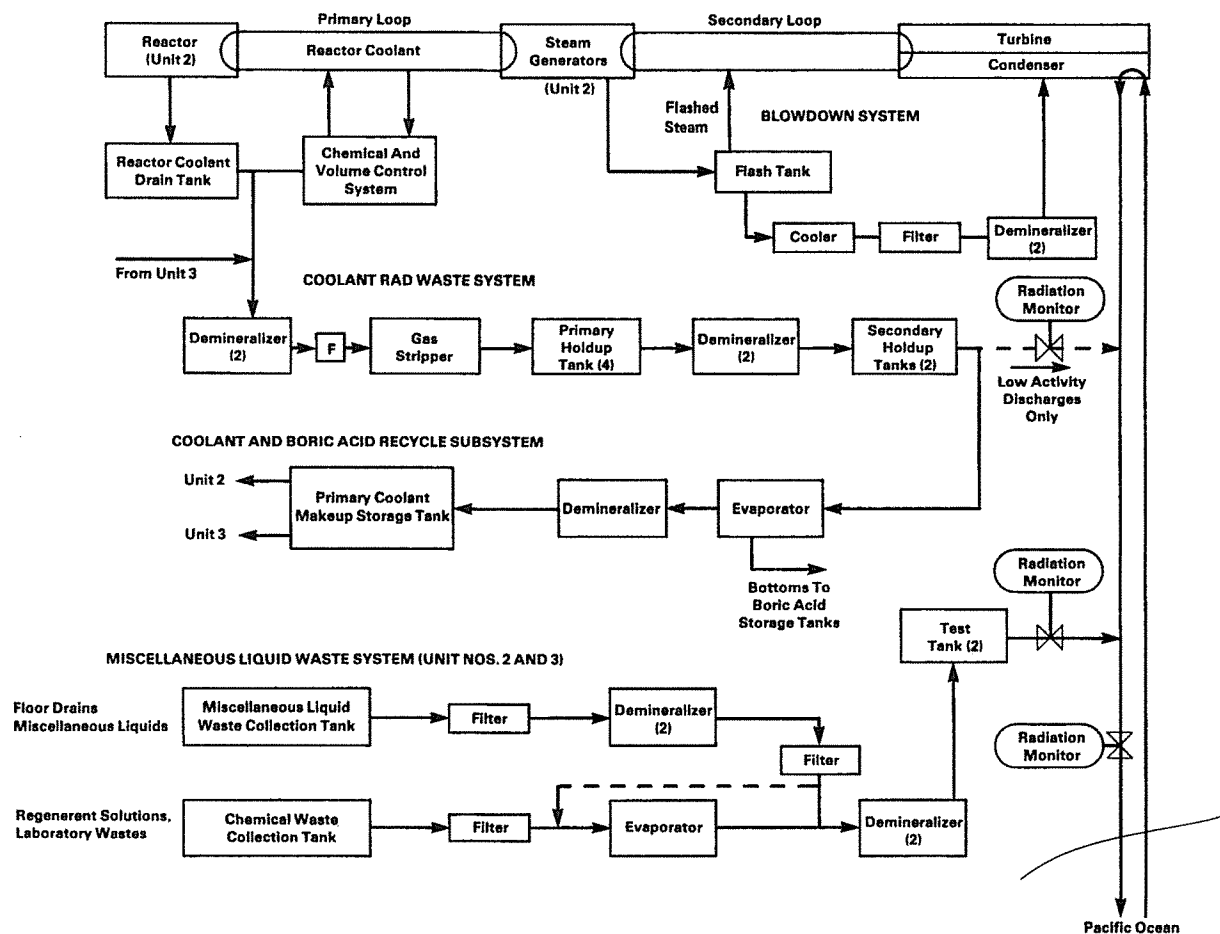 Primary Loop
Secondary Loop
Reactor
(Unit 2)
Reactor Coolant
Steam
Generators
(Unit 2)
Turbine
Condenser
Flashed
Steam
BLOWDOWN SYSTEM
Reactor Coolant
Drain Tank
Chemical And
Volume Control
System
Flash Tank
Cooler
Filter
Demineralizer
(2)
From Unit 3
COOLANT RAD WASTE SYSTEM
Radiation
Monitor
Demineralizer
(2)
F
Gas
Stripper
Primary
Holdup
Tank (4)
Demineralizer
(2)
Secondary
Holdup
Tanks (2)
Low Activity
Discharges
Only
COOLANT AND BORIC ACID RECYCLE SUBSYSTEM
Unit 2
Unit 3
Primary Coolant
Makeup Storage Tank
Demineralizer
Evaporator
Bottoms To
Boric Acid
Storage Tanks
Radiation
Monitor
Test
Tank (2)
MISCELLANEOUS LIQUID WASTE SYSTEM (UNIT NOS. 2 AND 3)
Floor Drains
Miscellaneous Liquids
Miscellaneous Liquid
Waste Collection Tank
Filter
Demineralizer
(2)
Filter
Radiation
Monitor
Regenerent Solutions,
Laboratory Wastes
Chemical Waste
Collection Tank
Filter
Evaporator
Demineralizer
(2)
Pacific Ocean